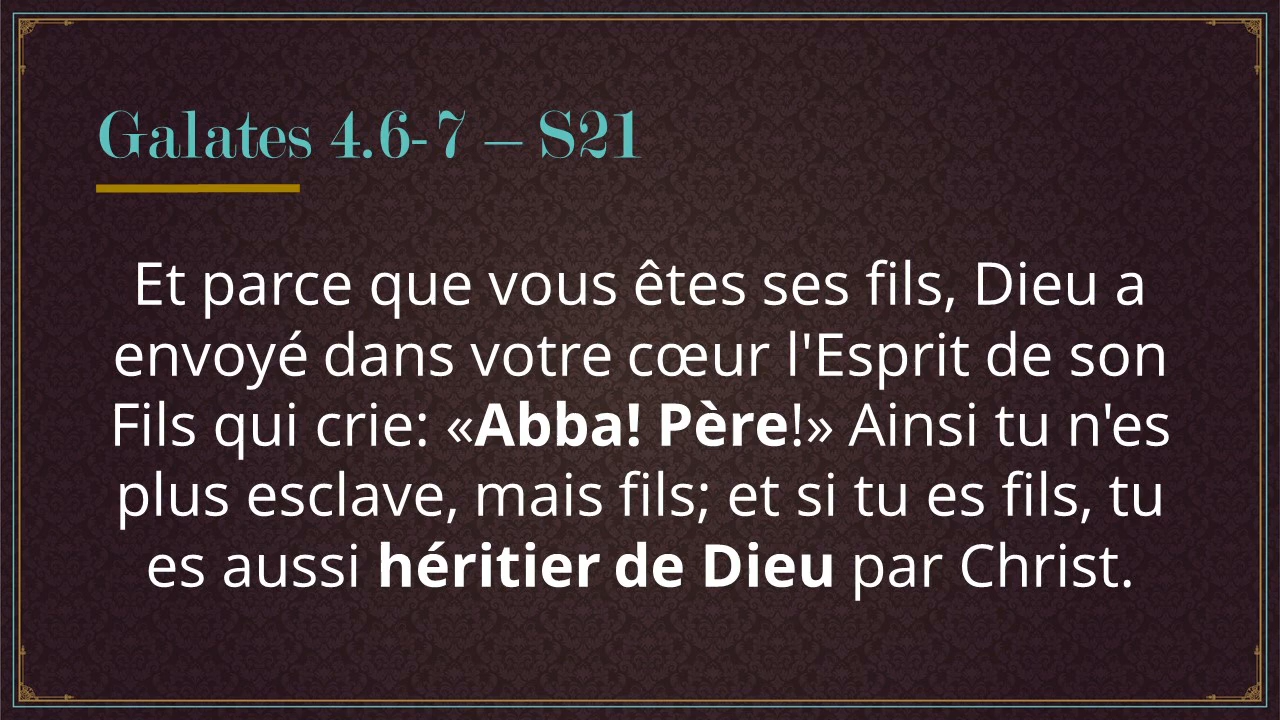 Galates 4.6-7 – S21
Et parce que vous êtes ses fils, Dieu a
envoyé dans votre cœur l'Esprit de son
Fils qui crie: «Abba! Père!» Ainsi tu n'es
plus esclave, mais fils; et si tu es fils, tu
es aussi héritier de Dieu par Christ.